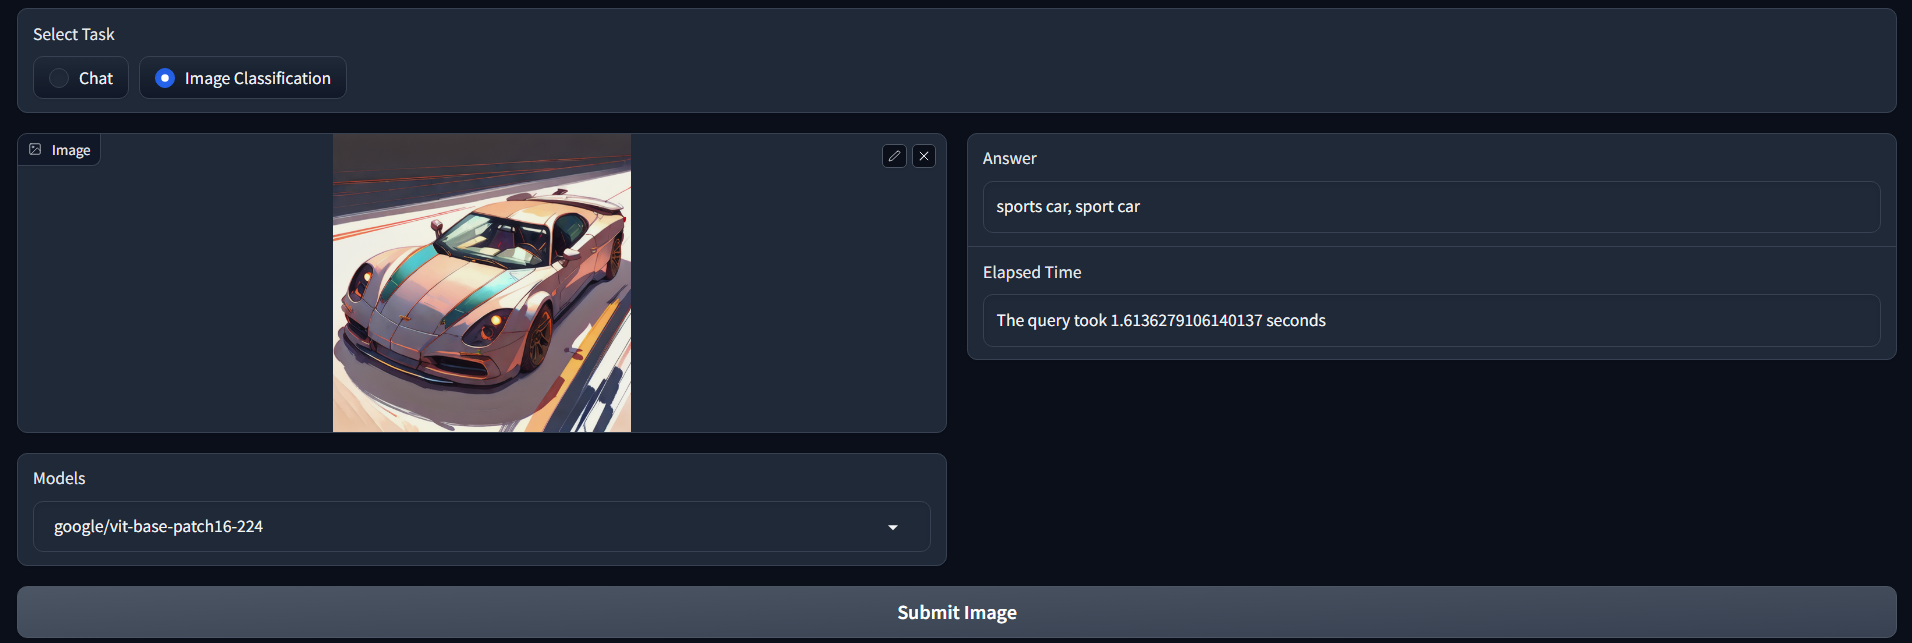 Select Task
Chat
Image Classification
Image
Answer
sports car, sport car
Elapsed Time
The query took 1.6136279106140137 seconds
Models
google/vit-base-patch16-224
Submit Image